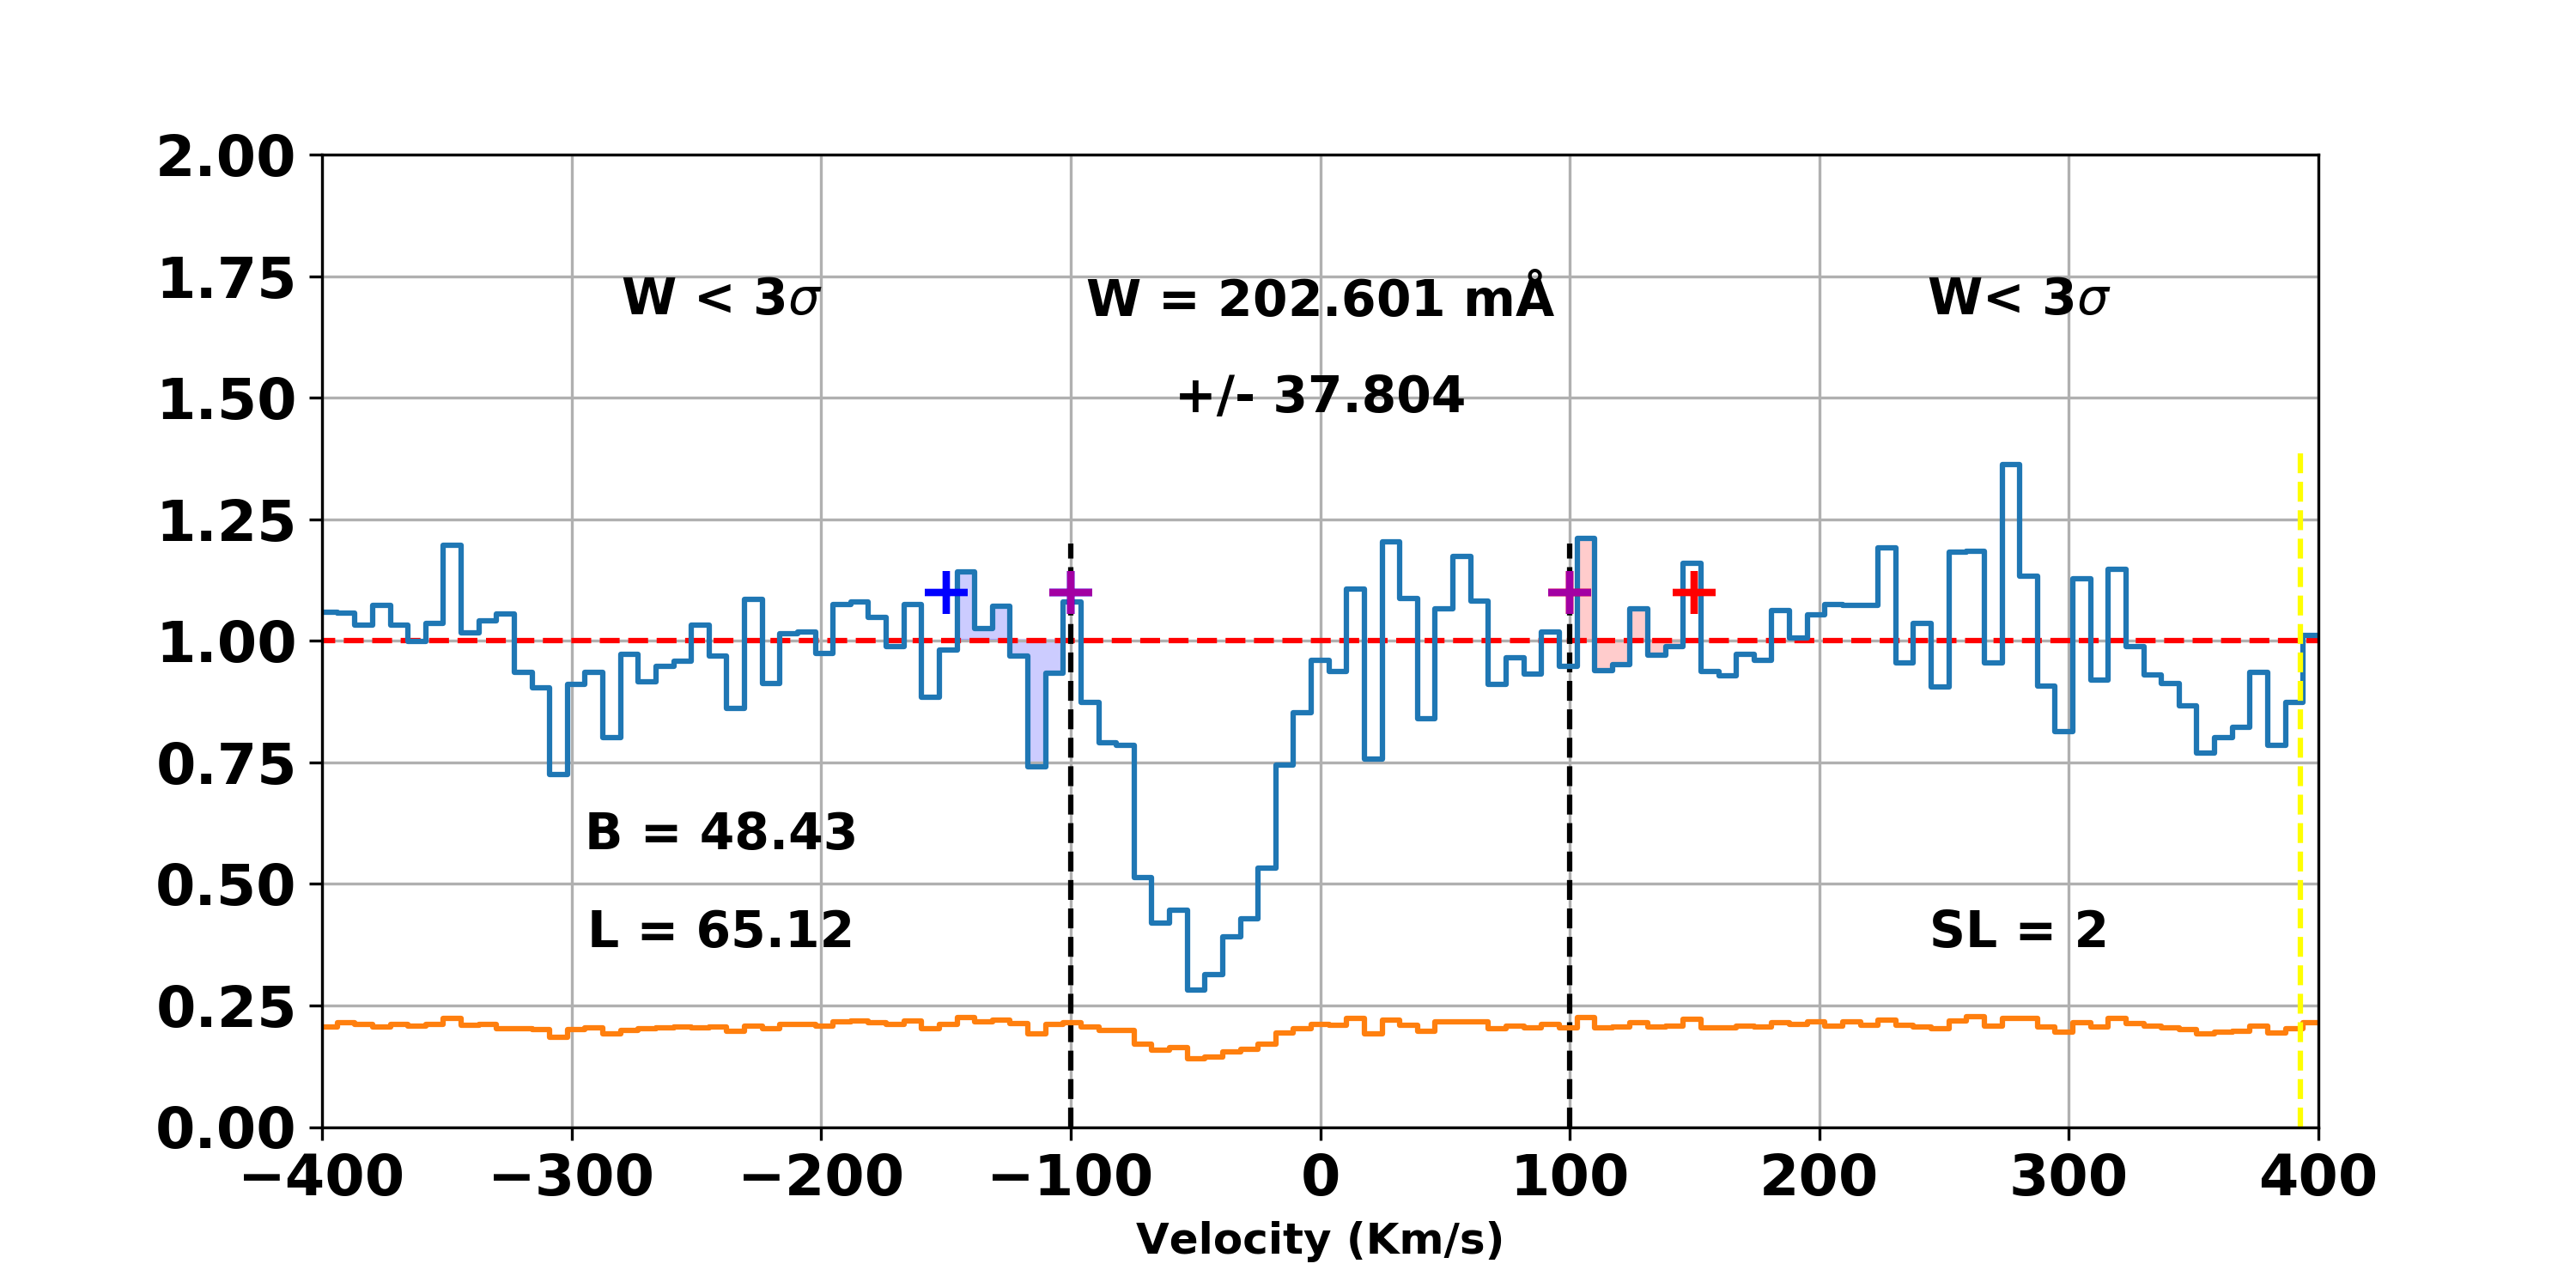 2.00
1.75
W < 3σ
W = 202.601 mÅ
W< 3σ
1.50
+/- 37.804
1.25
1.00
0.75
B = 48.43
0.50
L = 65.12
SL = 2
0.25
0.00
−400 −300 −200 −100 0 100 200 300 400
Velocity (Km/s)